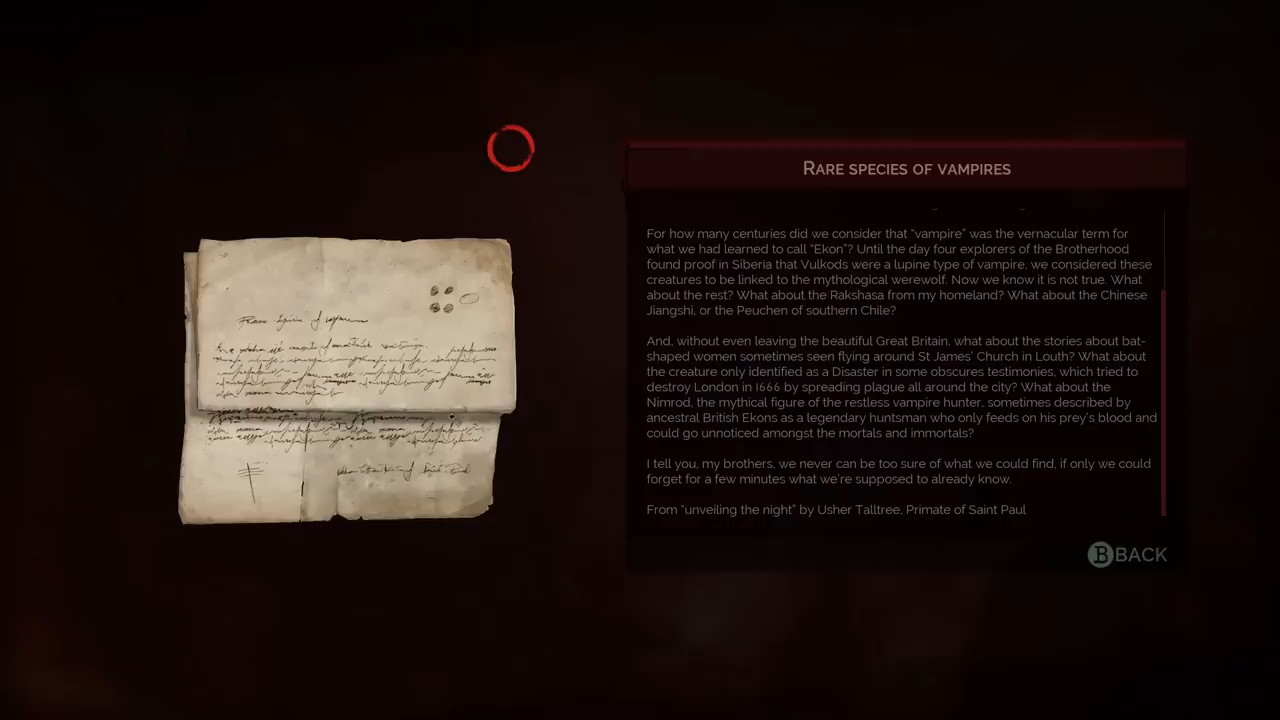 RARE SPECIES OF VAMPIRES
For how many centuries did we consider that “vampire” was the vernacular term for
what we had learned to call “Ekon”? Until the day four explorers of the Brotherhood
found proof in Siberia that Vulkods were a lupine type of vampire, we considered these
creatures to be linked to the mythological werewolf. Now we know it is not true. What
about the rest? What about the Rakshasa from my homeland? What about the Chinese
Jiangshi, or the Peuchen of southern Chile?
And, without even leaving the beautiful Great Britain, what about the stories about bat-
shaped women sometimes seen flying around St James’ Church in Louth? What about
the creature only identified as a Disaster in some obscures testimonies, which tried to
destroy London in 1666 by spreading plague all around the city? What about the
Nimrod, the mythical figure of the restless vampire hunter, sometimes described by
ancestral British Ekons as a legendary huntsman who only feeds on his prey’s blood and
could go unnoticed amongst the mortals and immortals?
I tell you, my brothers, we never can be too sure of what we could find, if only we could
forget for a few minutes what we’re supposed to already know.
From “unveiling the night” by Usher Talltree, Primate of Saint Paul
B BACK